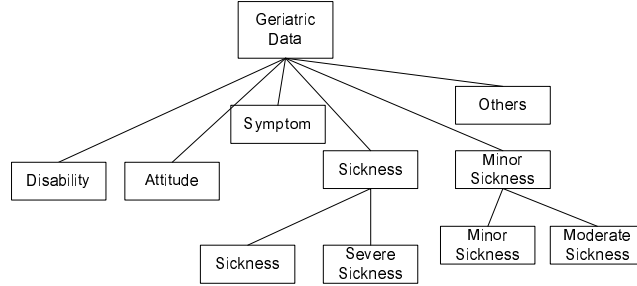 Geriatric
Data
Others
Symptom
Disability
Attitude
Sickness
Minor
Sickness
Sickness
Severe
Sickness
Minor
Sickness
Moderate
Sickness